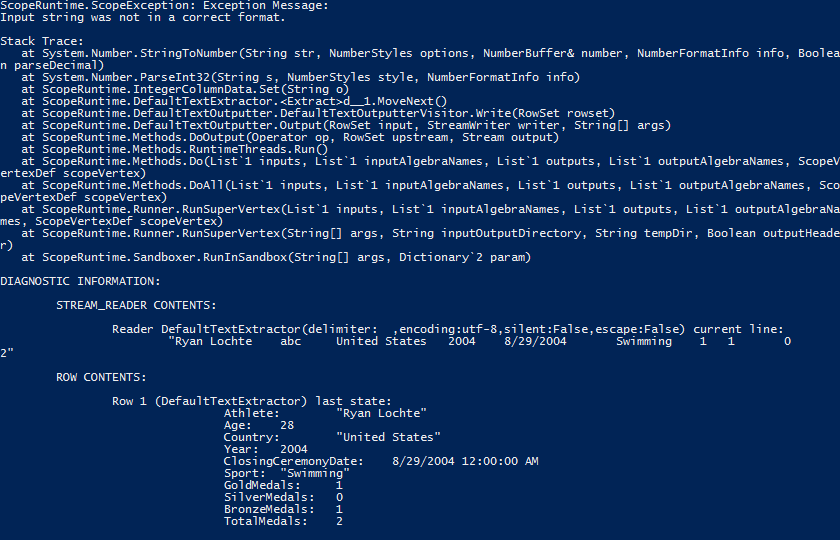 ScopeRuntime.ScopeException: Exception Message:
Input string was not in a correct format.
Stack Trace:
at System.Number.StringToNumber(String str, NumberStyles options, NumberBuffer& number, NumberFormatInfo info, Boolea
n parseDecimal)
at System.Number.ParseInt32(String s, NumberStyles style, NumberFormatInfo info)
at ScopeRuntime.IntegerColumnData.Set(String o)
at ScopeRuntime.DefaultTextExtractor.<Extract>d__1.MoveNext()
at ScopeRuntime.DefaultTextOutputter.DefaultTextOutputterVisitor.Write(RowSet rowset)
at ScopeRuntime.DefaultTextOutputter.Output(RowSet input, StreamWriter writer, String[] args)
at ScopeRuntime.Methods.DoOutput(Operator op, RowSet upstream, Stream output)
at ScopeRuntime.Methods.RuntimeThreads.Run()
at ScopeRuntime.Methods.Do(List`1 inputs, List`1 inputAlgebraNames, List`1 outputs, List`1 outputAlgebraNames, ScopeV
ertexDef scopeVertex)
at ScopeRuntime.Methods.DoAll(List`1 inputs, List`1 inputAlgebraNames, List`1 outputs, List`1 outputAlgebraNames, Sco
peVertexDef scopeVertex)
at ScopeRuntime.Runner.RunSuperVertex(List`1 inputs, List`1 inputAlgebraNames, List`1 outputs, List`1 outputAlgebraNa
mes, ScopeVertexDef scopeVertex)
at ScopeRuntime.Runner.RunSuperVertex(String[] args, String inputOutputDirectory, String tempDir, Boolean outputHeade
r)
at ScopeRuntime.Sandboxer.RunInSandbox(String[] args, Dictionary`2 param)
DIAGNOSTIC INFORMATION:
STREAM_READER CONTENTS:
Reader DefaultTextExtractor(delimiter:  ,encoding:utf-8,silent:False,escape:False) current line:
"Ryan Lochte abc United States 2004 8/29/2004 Swimming 1 1 0
2"
ROW CONTENTS:
Row 1 (DefaultTextExtractor) last state:
Athlete: "Ryan Lochte"
Age: 28
Country: "United States"
Year: 2004
ClosingCeremonyDate: 8/29/2004 12:00:00 AM
Sport: "Swimming"
GoldMedals: 1
SilverMedals: 0
BronzeMedals: 1
TotalMedals: 2